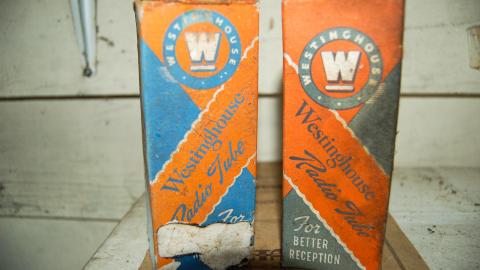 WESTINGHOUSE
W
Westinghouse
Radio Tube
For
WESTINGHOUSE
W
Westinghouse
Radio Tube
For
BETTER
RECEPTION